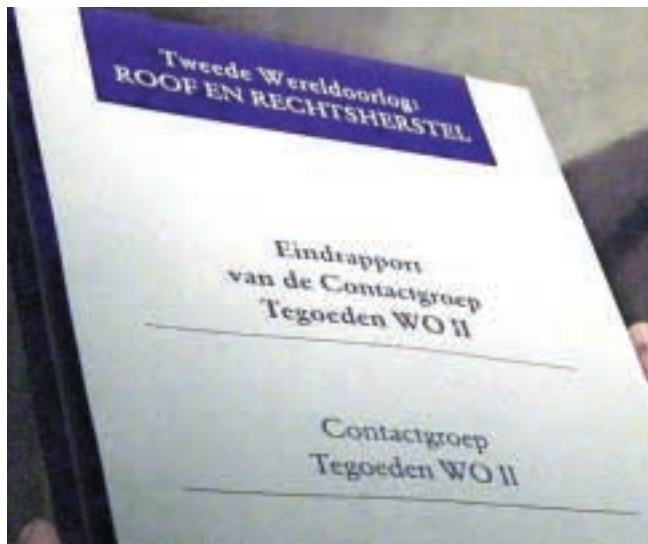 Tweede Wereldoorlog:
ROOF EN RECHTSHERSTEL
Eindrapport
van de Contactgroep
Tegoeden WO II
Contactgroep
Tegoeden WO II